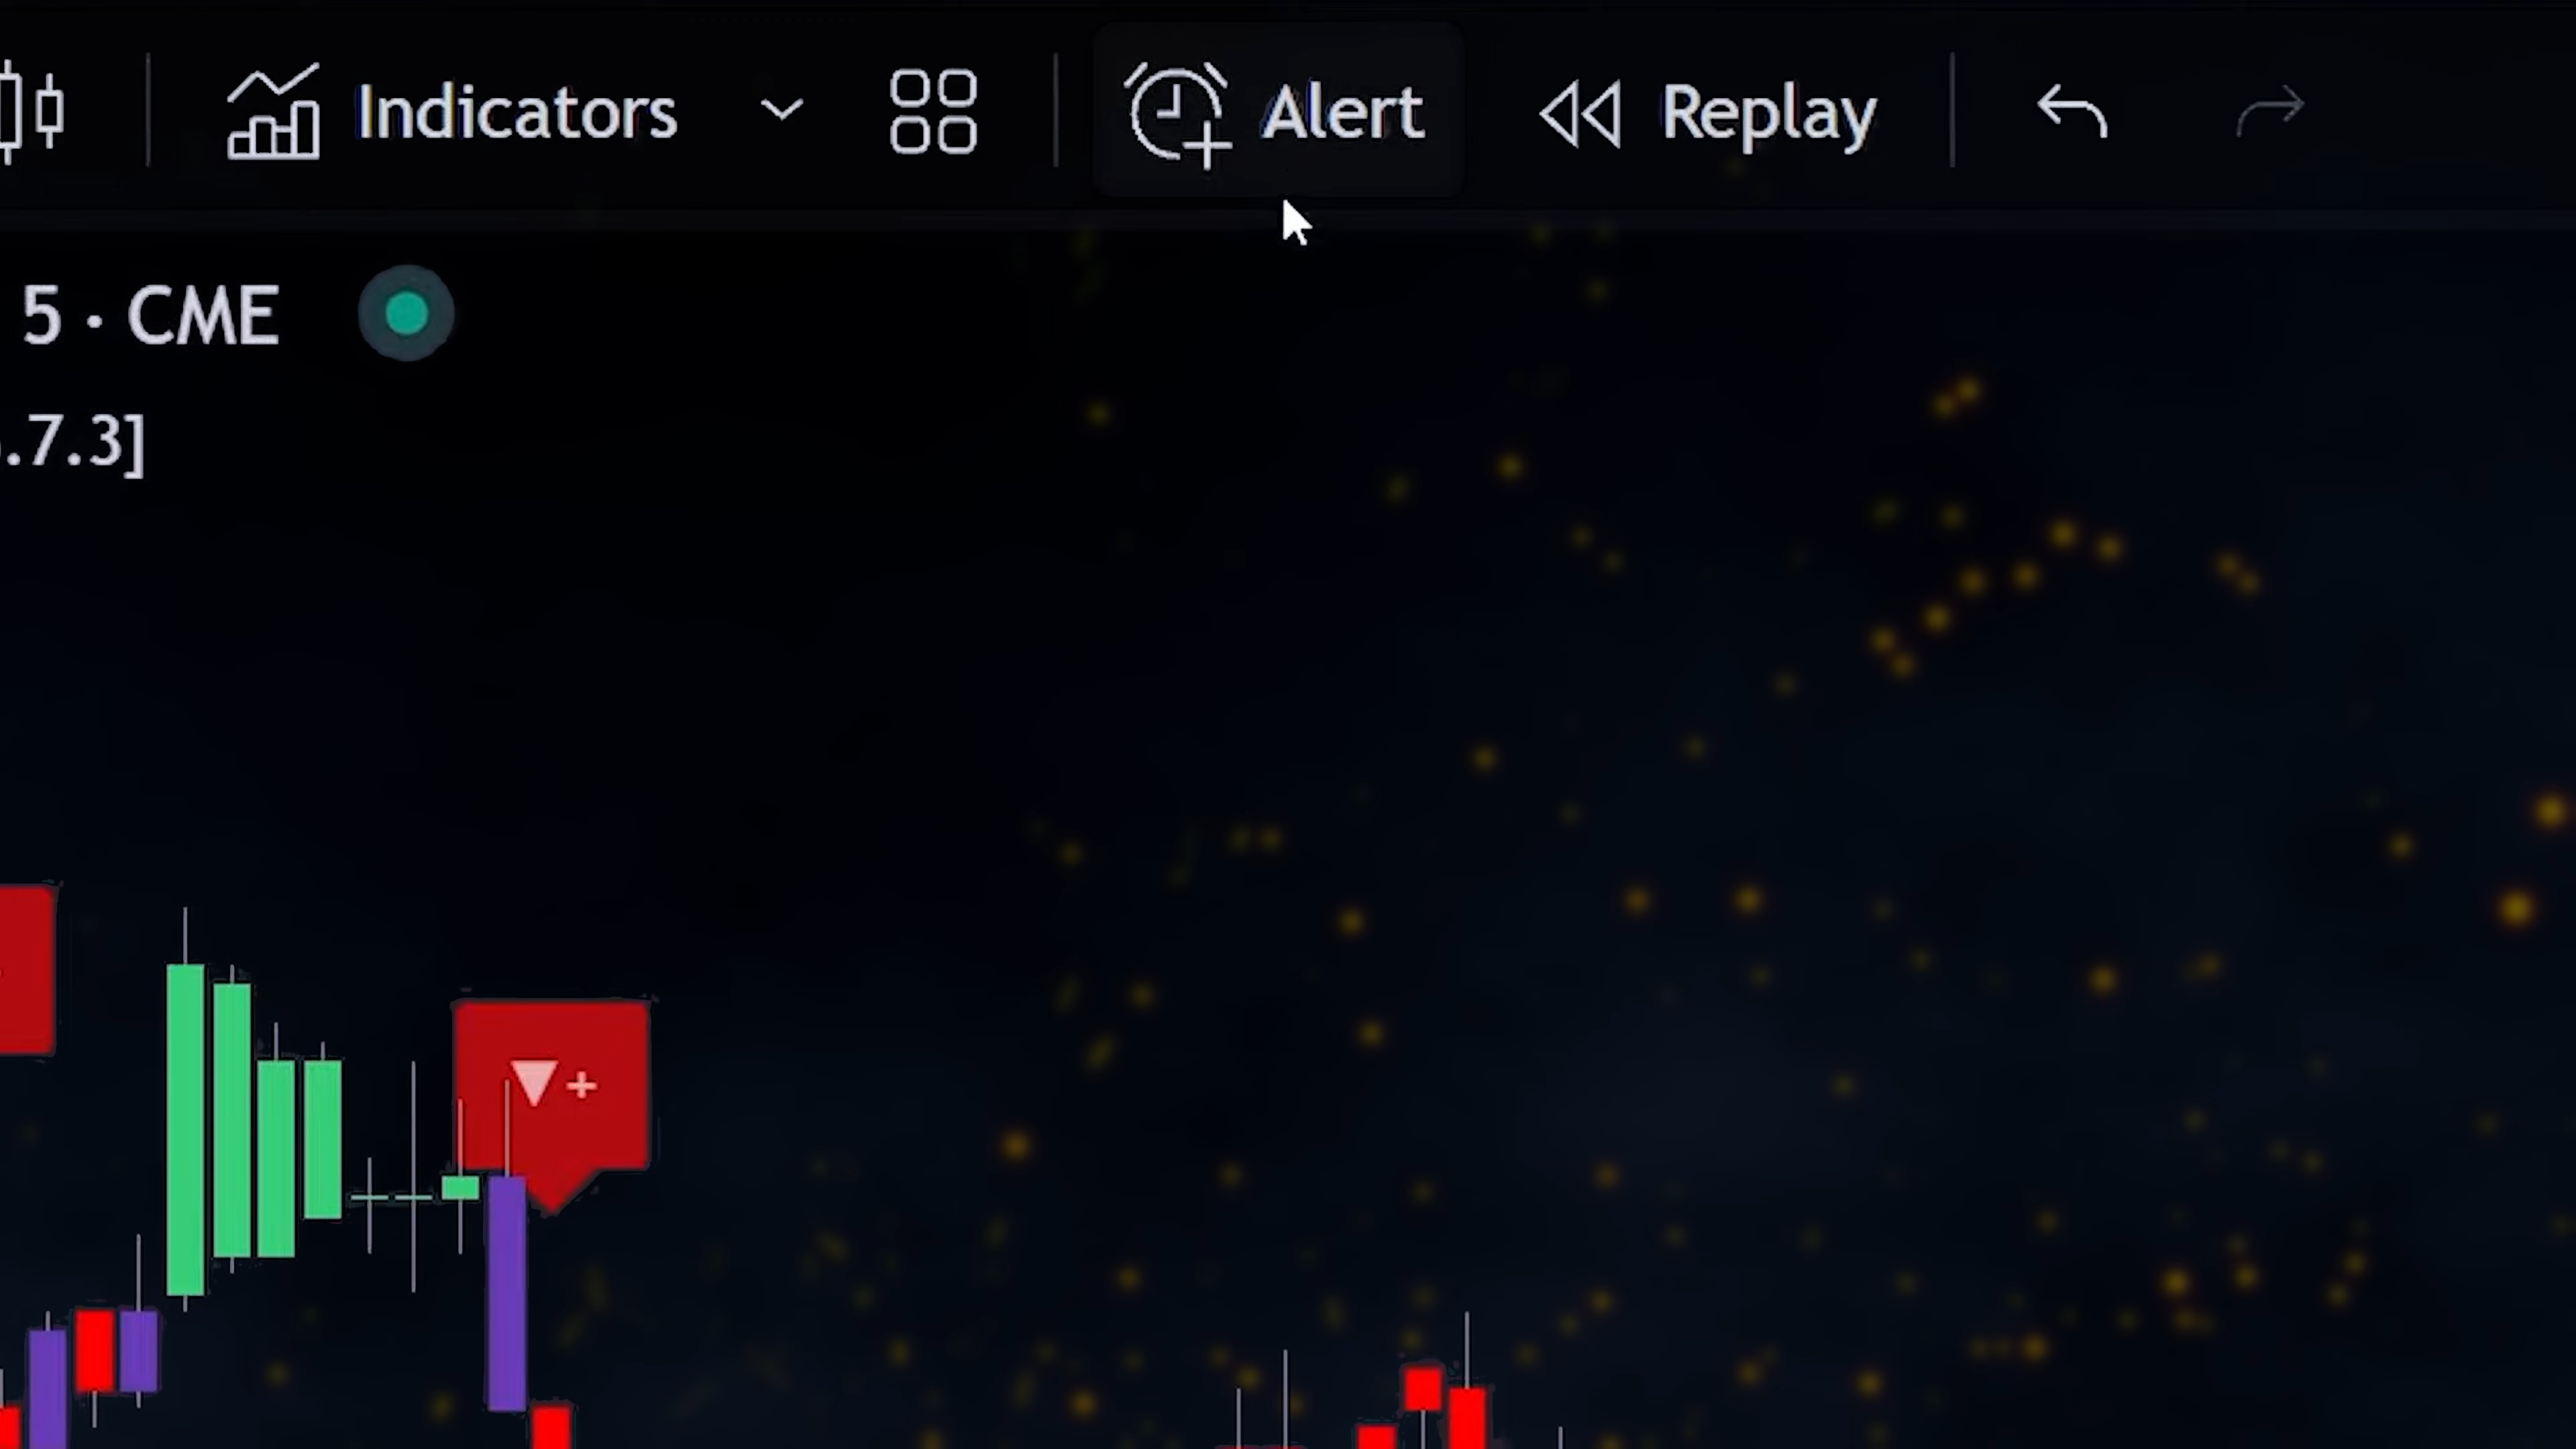 Indicators Alert Replay
5 · CME
.7.3]
▼+